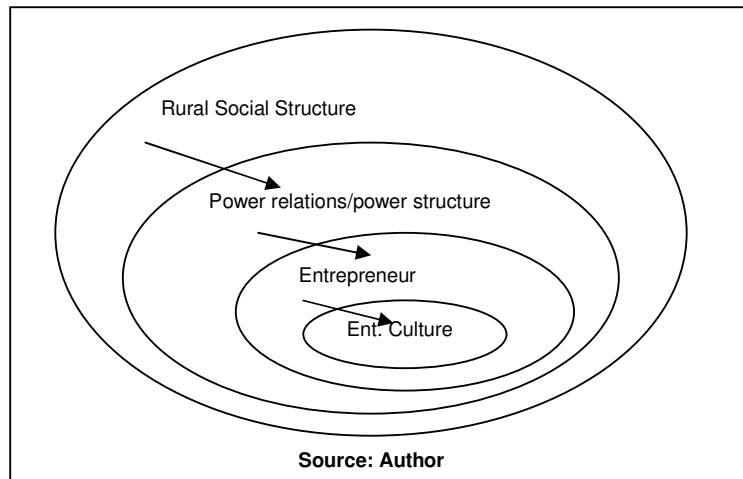 Rural Social Structure
Power relations/power structure
Entrepreneur
Ent. Culture
Source: Author